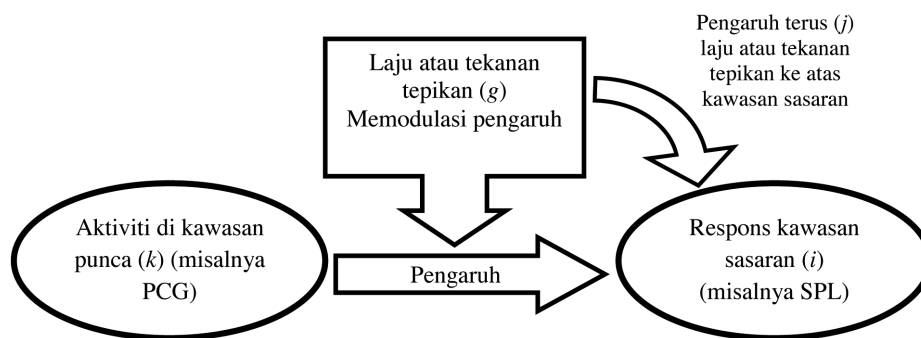 Pengaruh terus (j)
laju atau tekanan
tepikan ke atas
kawasan sasaran
Laju atau tekanan
tepikan (g)
Memodulasi pengaruh
Aktiviti di kawasan
punca (k) (misalnya
PCG)
Pengaruh
Respons kawasan
sasaran (i)
(misalnya SPL)